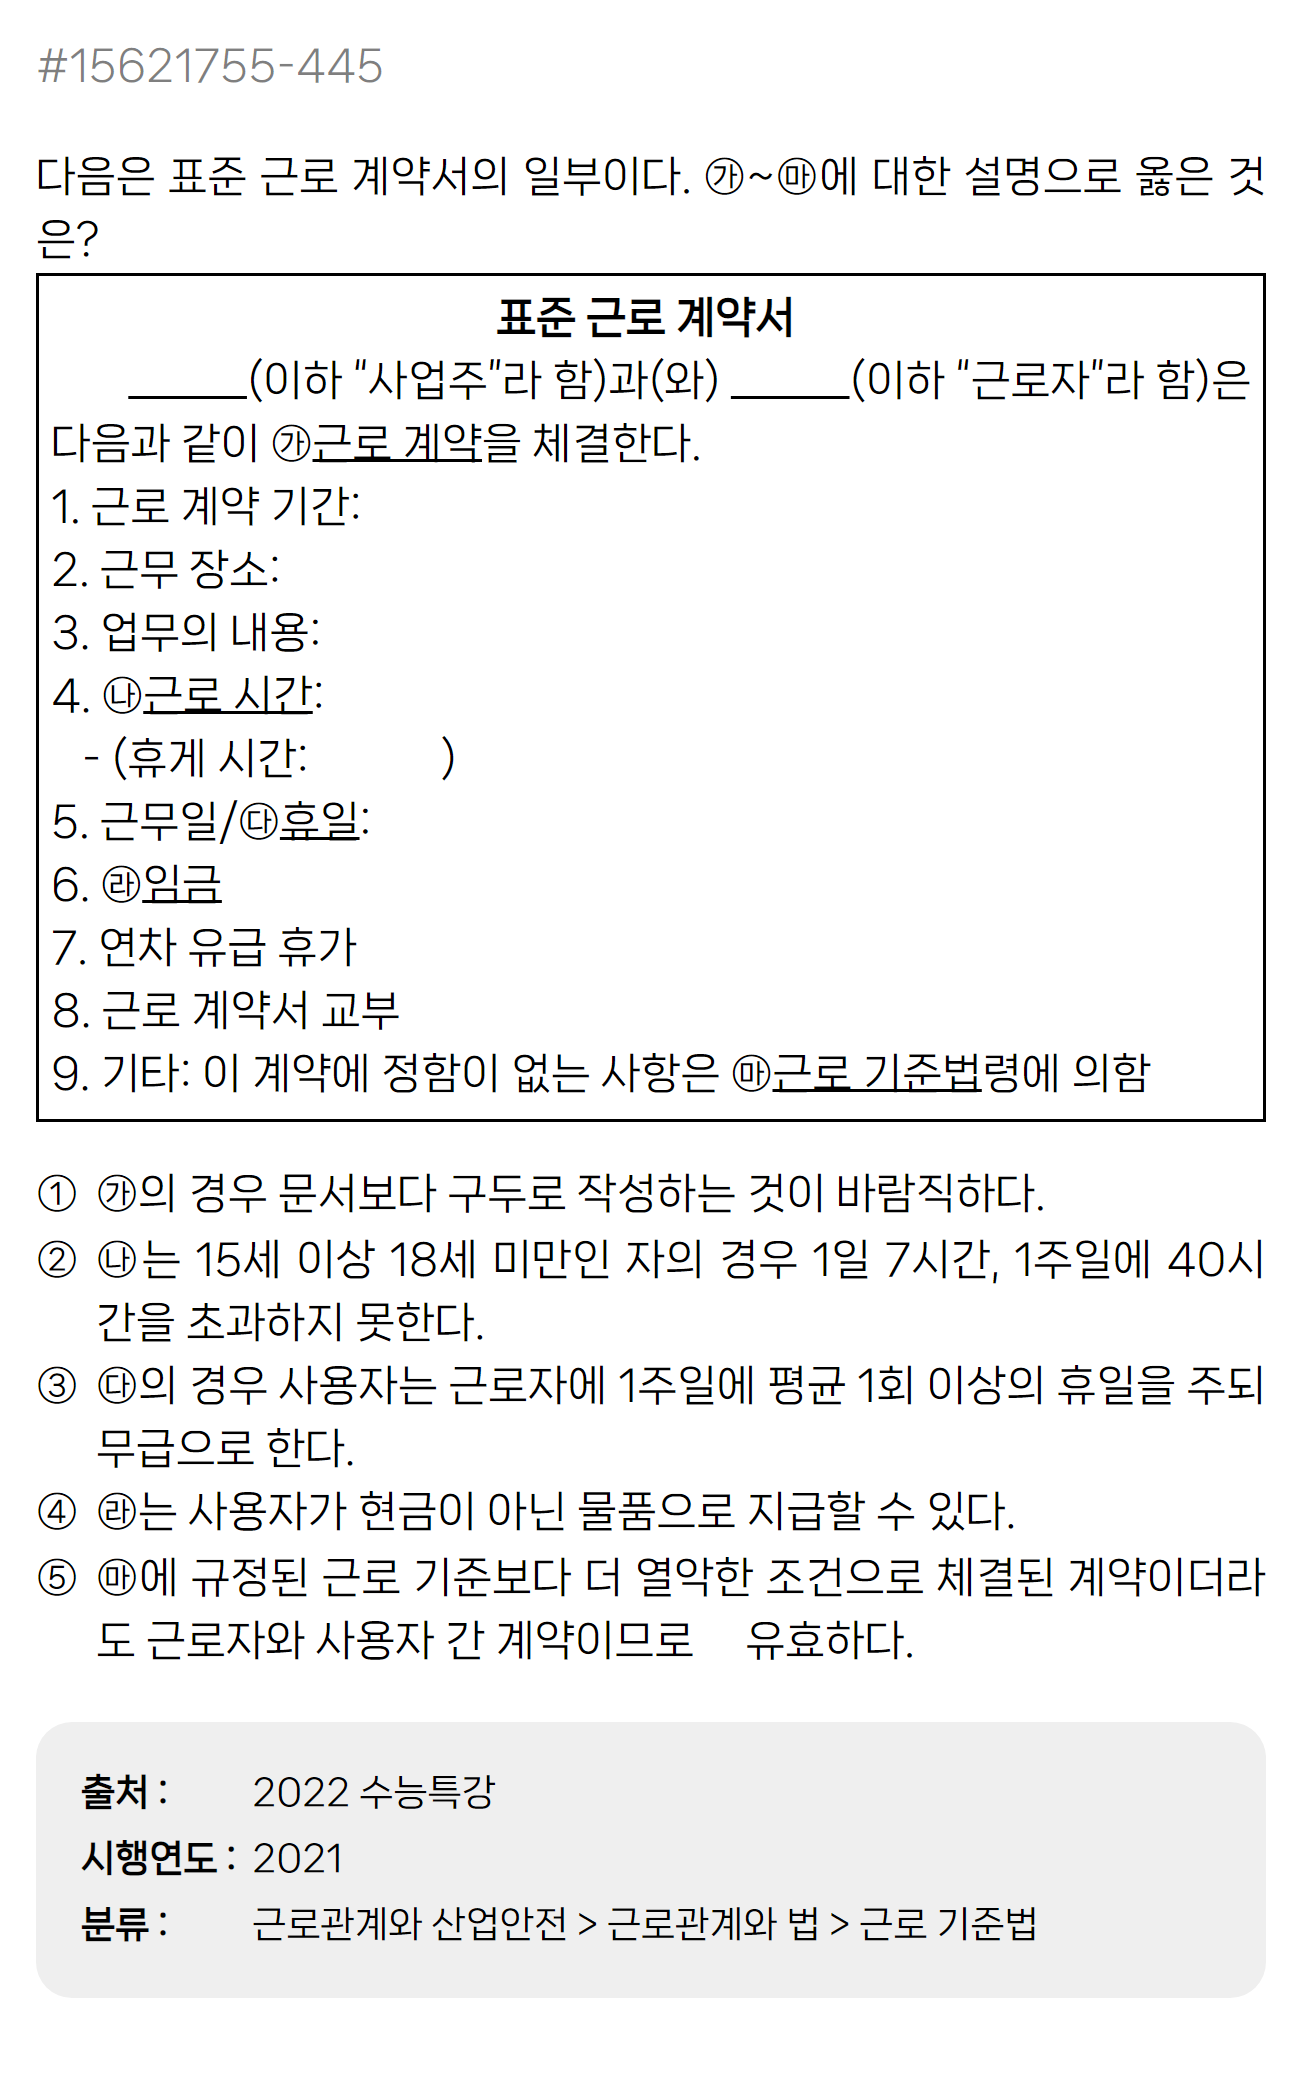 #15621755-445
다음은 표준 근로 계약서의 일부이다. ㉮~㉲에 대한 설명으로 옳은 것
은?
표준 근로 계약서
______(이하 “사업주”라 함)과(와) ______(이하 “근로자”라 함)은
다음과 같이 ㉮근로 계약을 체결한다.
1. 근로 계약 기간:
2. 근무 장소:
3. 업무의 내용:
4. ㉯근로 시간:
- (휴게 시간:          )
5. 근무일/㉰휴일:
6. ㉱임금
7. 연차 유급 휴가
8. 근로 계약서 교부
9. 기타: 이 계약에 정함이 없는 사항은 ㉲근로 기준법령에 의함
① ㉮의 경우 문서보다 구두로 작성하는 것이 바람직하다.
② ㉯는 15세 이상 18세 미만인 자의 경우 1일 7시간, 1주일에 40시
간을 초과하지 못한다.
③ ㉰의 경우 사용자는 근로자에 1주일에 평균 1회 이상의 휴일을 주되
무급으로 한다.
④ ㉱는 사용자가 현금이 아닌 물품으로 지급할 수 있다.
⑤ ㉲에 규정된 근로 기준보다 더 열악한 조건으로 체결된 계약이더라
도 근로자와 사용자 간 계약이므로    유효하다.
출처 : 2022 수능특강
시행연도 : 2021
분류 : 근로관계와 산업안전 > 근로관계와 법 > 근로 기준법